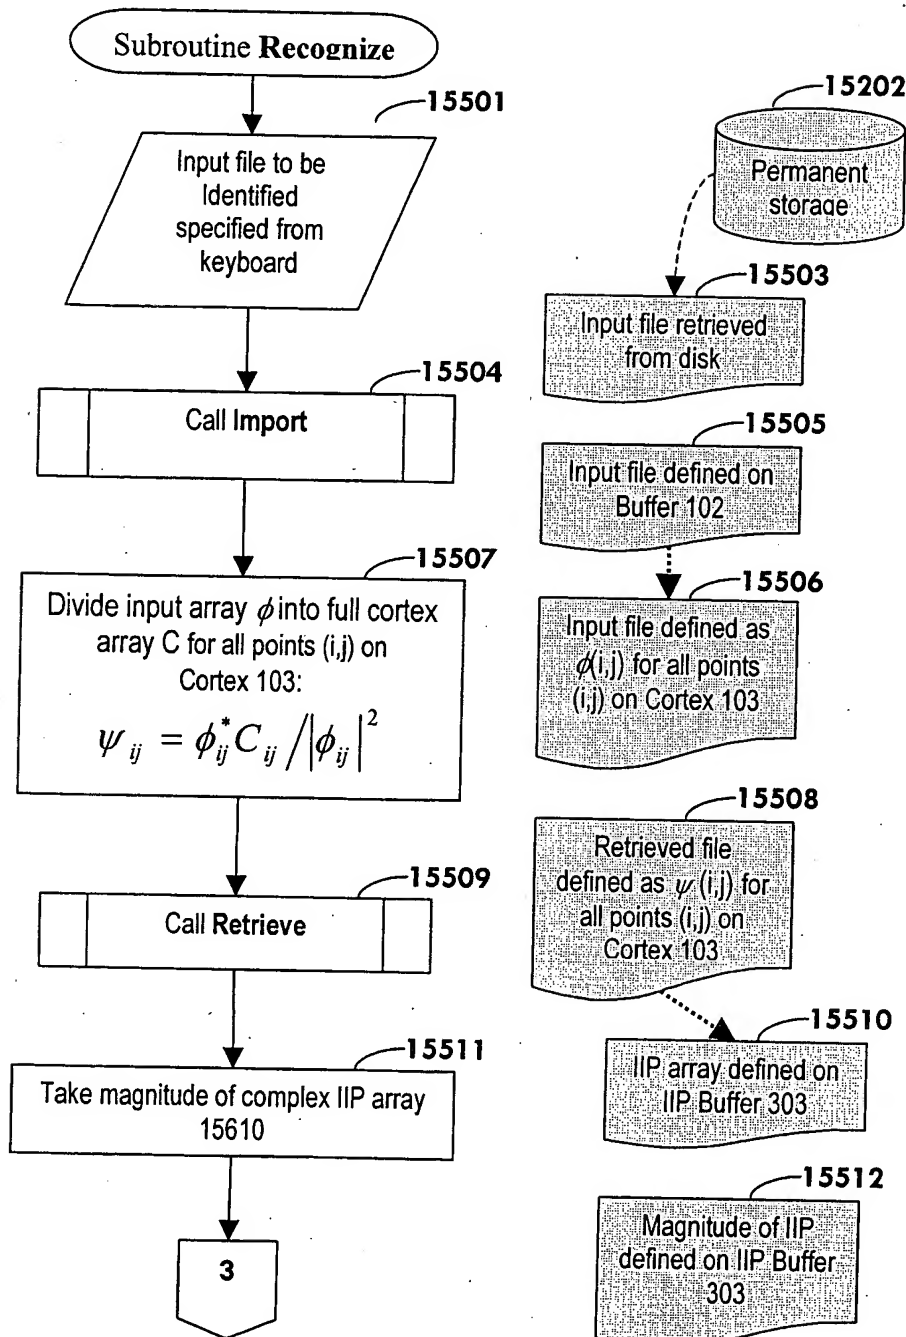 Subroutine Recognize
15501
Input file to be
Identified
specified from
keyboard
15202
Permanent
storage
15503
Input file retrieved
from disk
15504
Call Import
15505
Input file defined on
Buffer 102
15507
Divide input array ϕ into full cortex
array C for all points (i,j) on
Cortex 103:
ψ_ij = ϕ*_ij C_ij / |ϕ_ij|²
15506
Input file defined as
ϕ(i,j) for all points
(i,j) on Cortex 103
15508
Retrieved file
defined as ψ (i,j) for
all points (i,j) on
Cortex 103
15509
Call Retrieve
15510
IIP array defined on
IIP Buffer 303
15511
Take magnitude of complex IIP array
15610
15512
Magnitude of IIP
defined on IIP Buffer
303
3